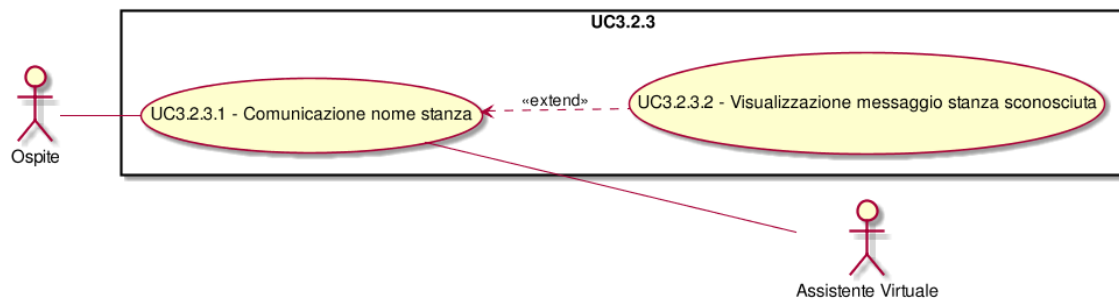 UC3.2.3
UC3.2.3.1 - Comunicazione nome stanza
«extend»
UC3.2.3.2 - Visualizzazione messaggio stanza sconosciuta
Ospite
Assistente Virtuale